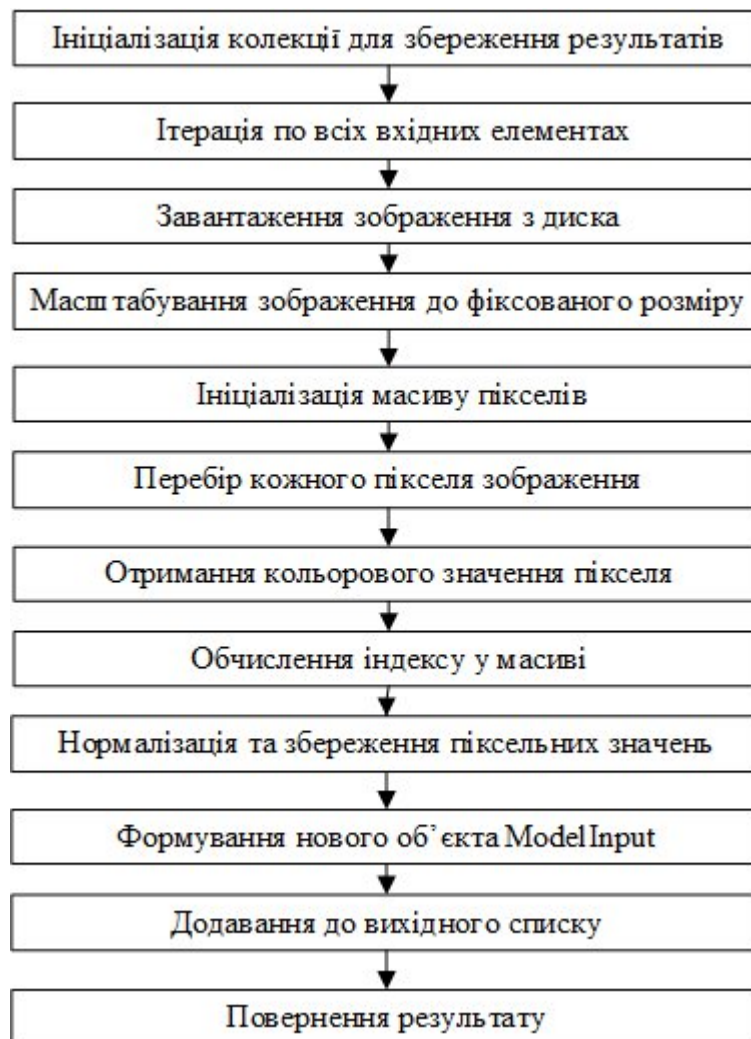 Ініціалізація колекції для збереження результатів
Ітерація по всіх вхідних елементах
Завантаження зображення з диска
Масштабування зображення до фіксованого розміру
Ініціалізація масиву пікселів
Перебір кожного пікселя зображення
Отримання кольорового значення пікселя
Обчислення індексу у масиві
Нормалізація та збереження піксельних значень
Формування нового об’єкта ModelInput
Додавання до вихідного списку
Повернення результату